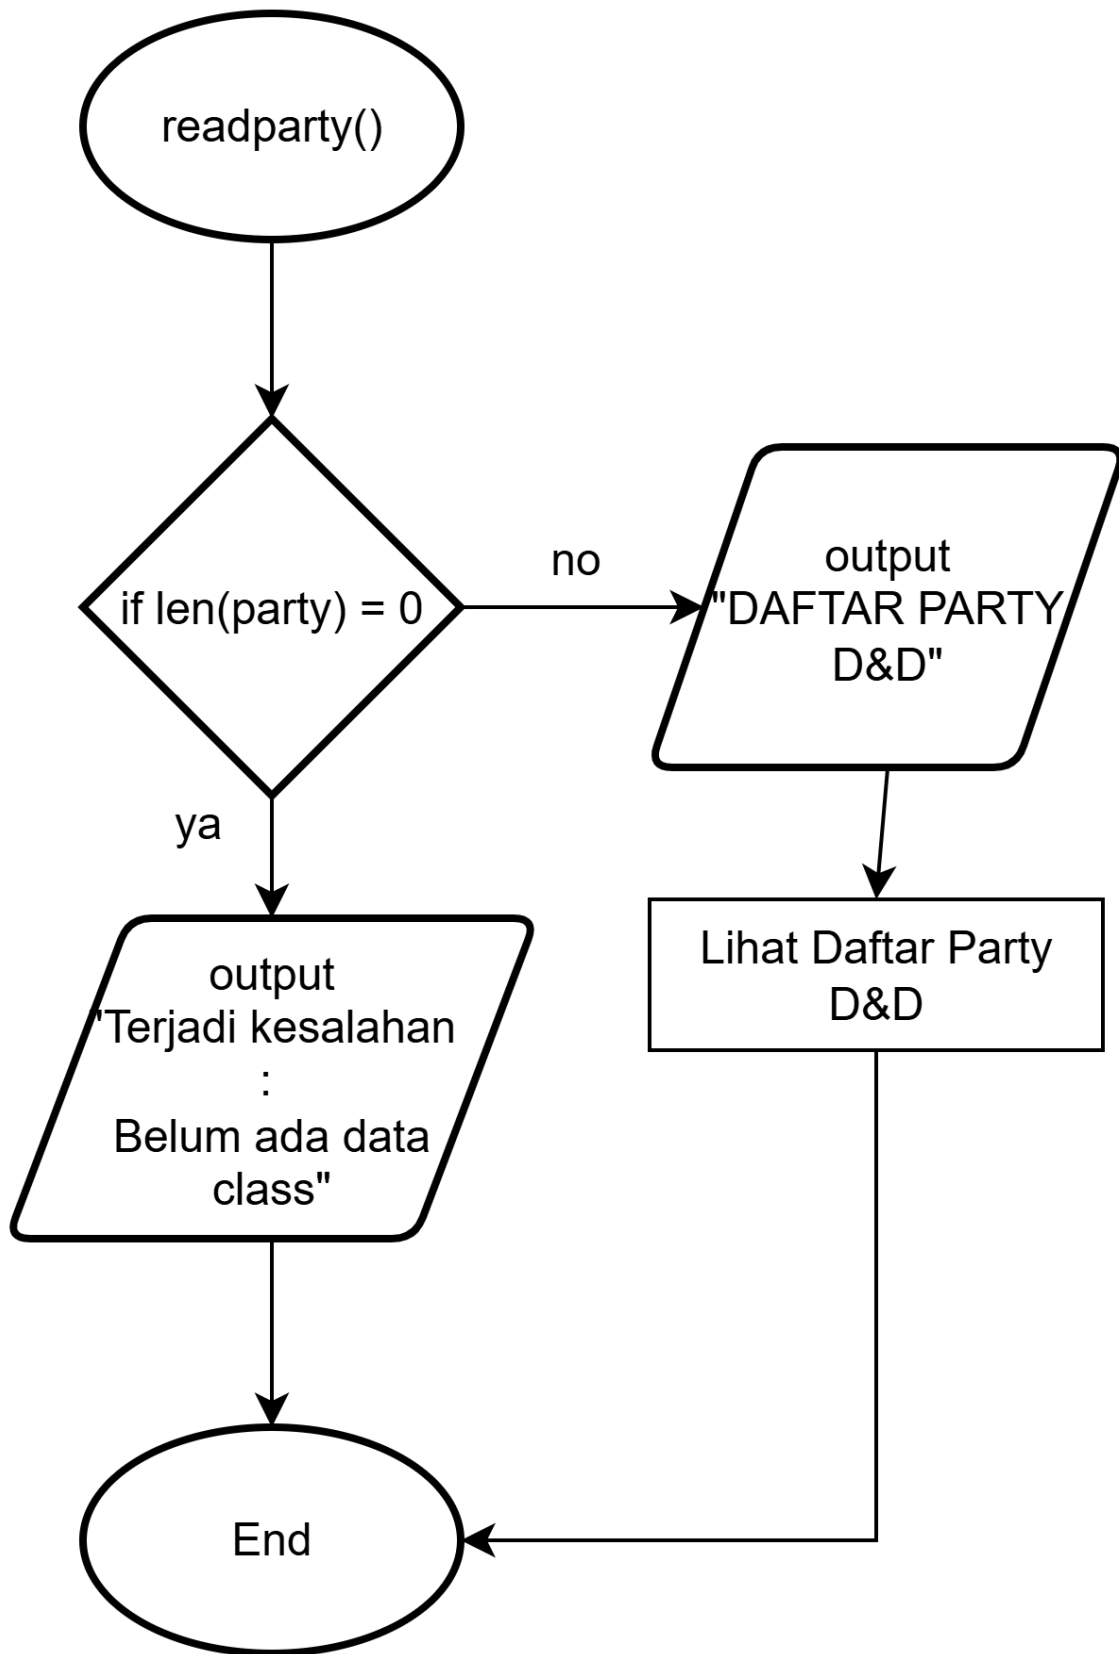 readparty()
if len(party) = 0
no
output
"DAFTAR PARTY
D&D"
ya
output
"Terjadi kesalahan
:
Belum ada data
class"
Lihat Daftar Party
D&D
End